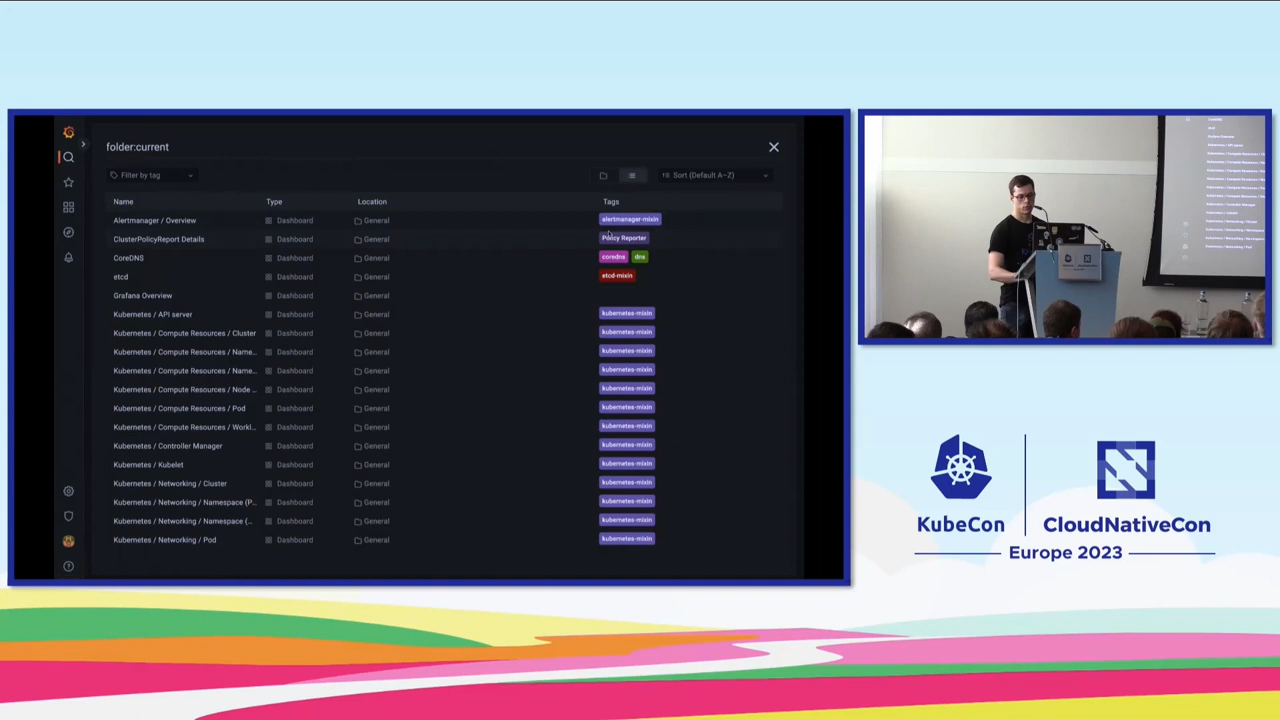 folder:current
Filter by tag
Sort (Default A–Z)
Name Type Location Tags
Alertmanager / Overview Dashboard General alertmanager-mixin
ClusterPolicyReport Details Dashboard General Policy Reporter
CoreDNS Dashboard General coredns dns
etcd Dashboard General etcd-mixin
Grafana Overview Dashboard General
Kubernetes / API server Dashboard General kubernetes-mixin
Kubernetes / Compute Resources / Cluster Dashboard General kubernetes-mixin
Kubernetes / Compute Resources / Name... Dashboard General kubernetes-mixin
Kubernetes / Compute Resources / Name... Dashboard General kubernetes-mixin
Kubernetes / Compute Resources / Node ... Dashboard General kubernetes-mixin
Kubernetes / Compute Resources / Pod Dashboard General kubernetes-mixin
Kubernetes / Compute Resources / Workl... Dashboard General kubernetes-mixin
Kubernetes / Controller Manager Dashboard General kubernetes-mixin
Kubernetes / Kubelet Dashboard General kubernetes-mixin
Kubernetes / Networking / Cluster Dashboard General kubernetes-mixin
Kubernetes / Networking / Namespace (P... Dashboard General kubernetes-mixin
Kubernetes / Networking / Namespace (... Dashboard General kubernetes-mixin
Kubernetes / Networking / Pod Dashboard General kubernetes-mixin
KubeCon CloudNativeCon
Europe 2023